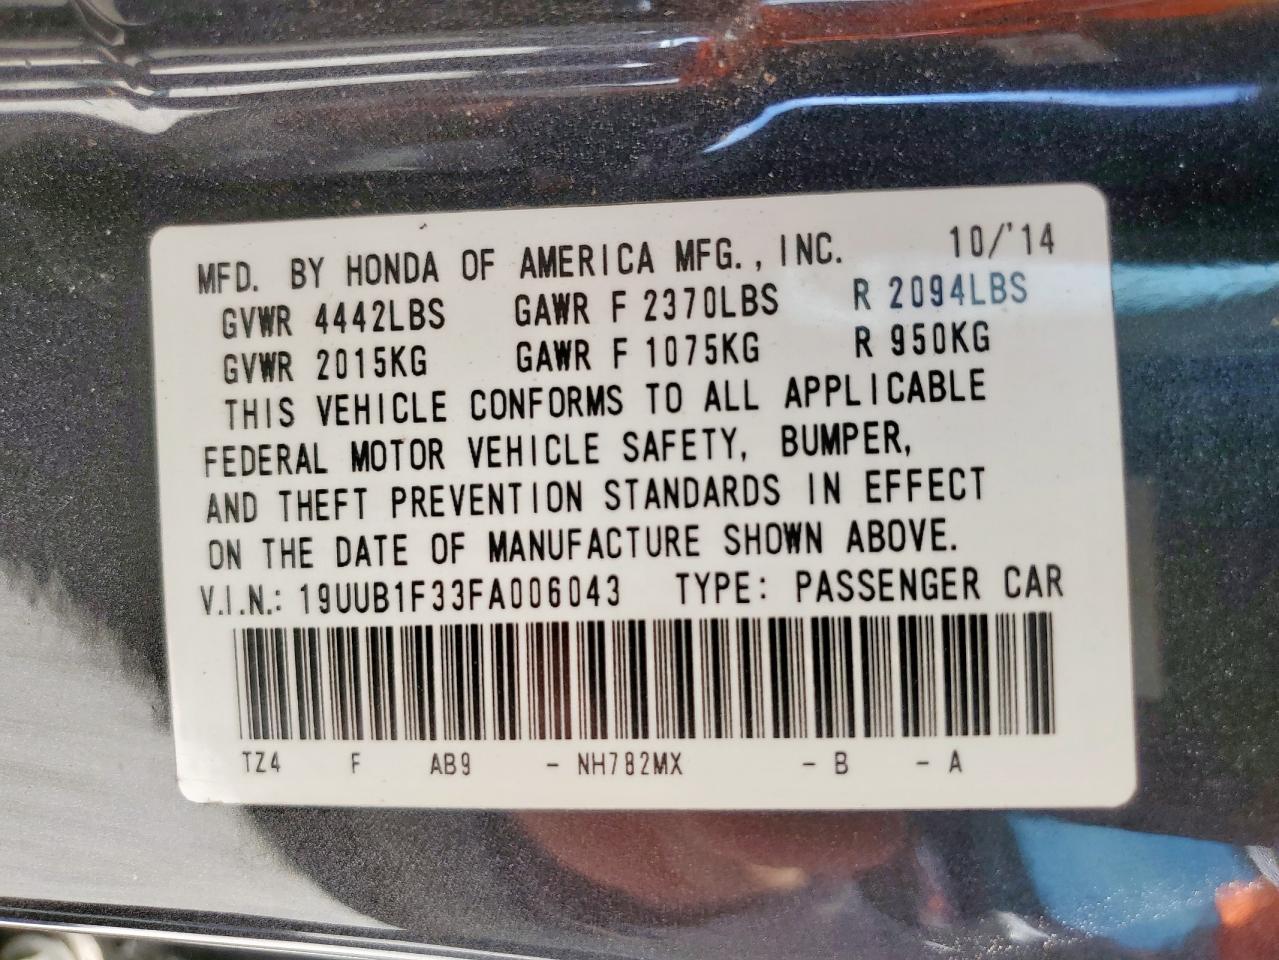 MFD. BY HONDA OF AMERICA MFG., INC. 10/'14
GVWR 4442LBS GAWR F 2370LBS R 2094LBS
GVWR 2015KG GAWR F 1075KG R 950KG
THIS VEHICLE CONFORMS TO ALL APPLICABLE
FEDERAL MOTOR VEHICLE SAFETY, BUMPER,
AND THEFT PREVENTION STANDARDS IN EFFECT
ON THE DATE OF MANUFACTURE SHOWN ABOVE.
V.I.N.: 19UUB1F33FA006043 TYPE: PASSENGER CAR
TZ4 F AB9 - NH782MX - B - A